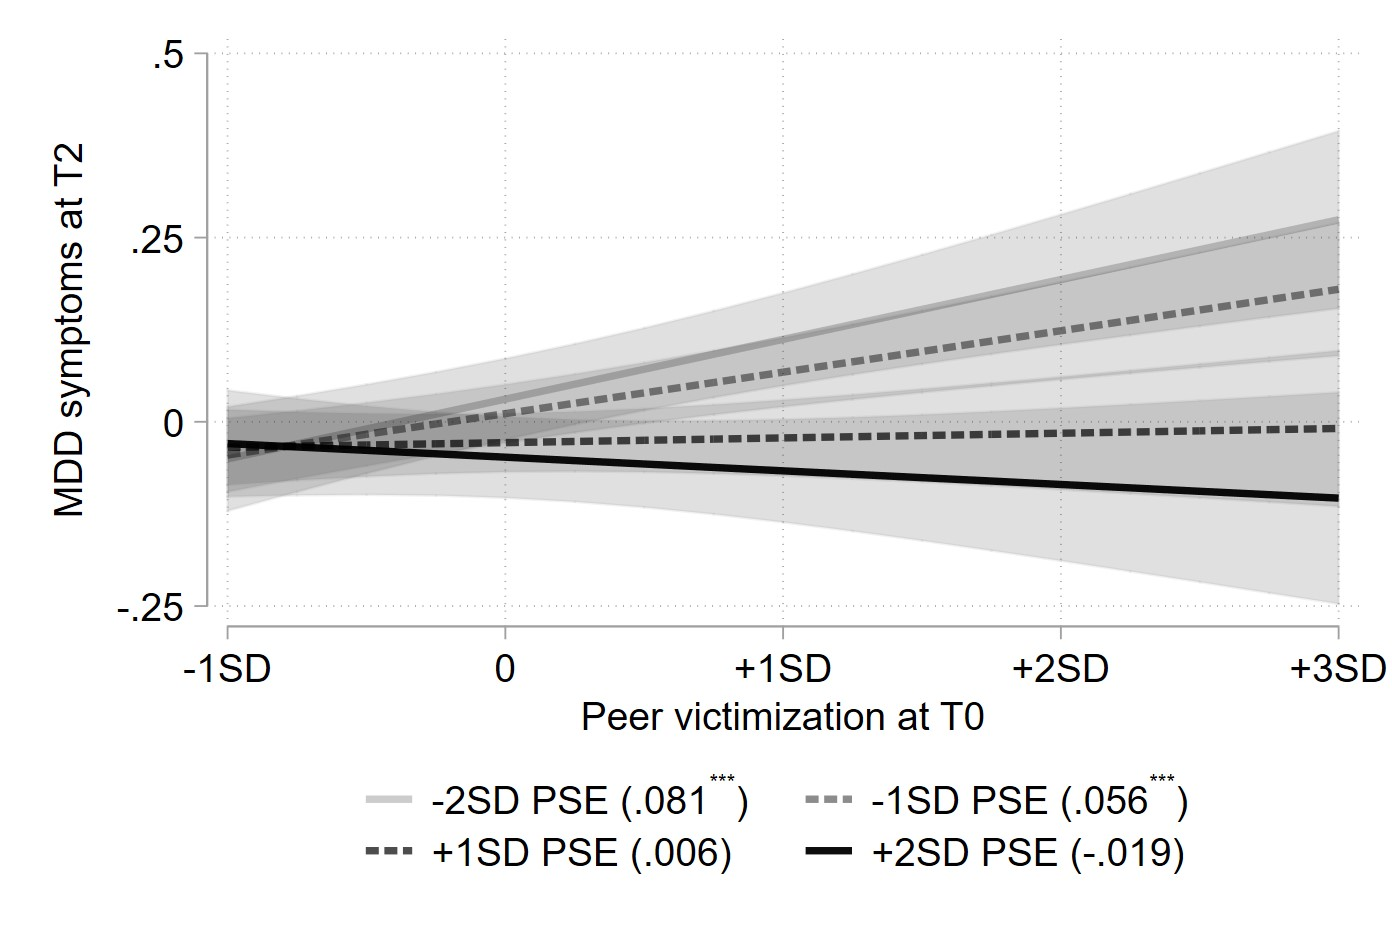 .5
.25
0
-.25
MDD symptoms at T2
-1SD 0 +1SD +2SD +3SD
Peer victimization at T0
-2SD PSE (.081***) -1SD PSE (.056***)
+1SD PSE (.006) +2SD PSE (-.019)